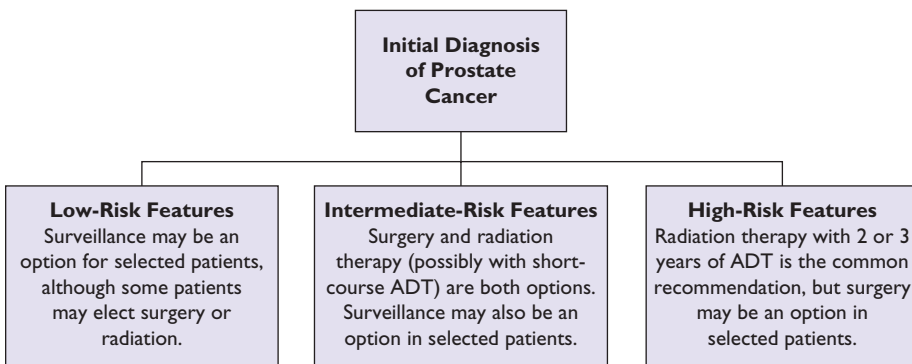 Initial Diagnosis
of Prostate
Cancer
Low-Risk Features
Surveillance may be an
option for selected patients,
although some patients
may elect surgery or
radiation.
Intermediate-Risk Features
Surgery and radiation
therapy (possibly with short-
course ADT) are both options.
Surveillance may also be an
option in selected patients.
High-Risk Features
Radiation therapy with 2 or 3
years of ADT is the common
recommendation, but surgery
may be an option in
selected patients.